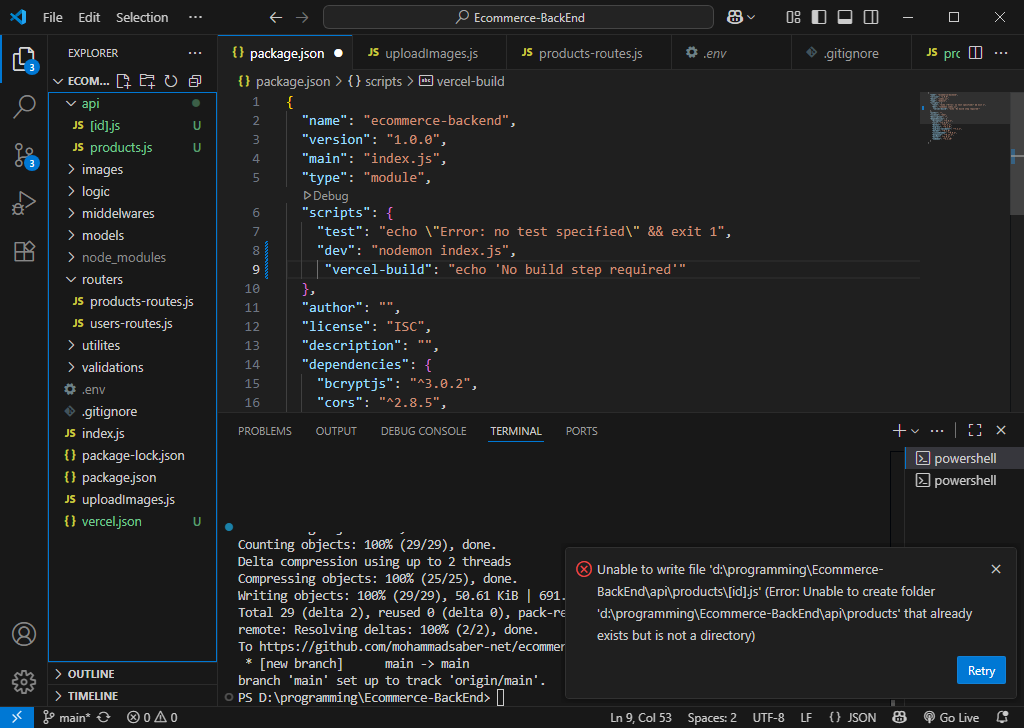 File Edit Selection ··· Ecommerce-BackEnd
EXPLORER ···
ECOM...
api
JS [id].js U
JS products.js U
images
logic
middelwares
models
node_modules
routers
JS products-routes.js
JS users-routes.js
utilites
validations
.env
.gitignore
JS index.js
{} package-lock.json
{} package.json
JS uploadImages.js
{} vercel.json U
OUTLINE
TIMELINE
3
3
{} package.json ● JS uploadImages.js JS products-routes.js .env .gitignore JS prc ···
{} package.json > {} scripts > abc vercel-build
1 {
2 "name": "ecommerce-backend",
3 "version": "1.0.0",
4 "main": "index.js",
5 "type": "module",
Debug
6 "scripts": {
7 "test": "echo \"Error: no test specified\" && exit 1",
8 "dev": "nodemon index.js",
9 "vercel-build": "echo 'No build step required'"
10 },
11 "author": "",
12 "license": "ISC",
13 "description": "",
14 "dependencies": {
15 "bcryptjs": "^3.0.2",
16 "cors": "^2.8.5",
PROBLEMS OUTPUT DEBUG CONSOLE TERMINAL PORTS
powershell
powershell
Counting objects: 100% (29/29), done.
Delta compression using up to 2 threads
Compressing objects: 100% (25/25), done.
Writing objects: 100% (29/29), 50.61 KiB | 691.
Total 29 (delta 2), reused 0 (delta 0), pack-re
remote: Resolving deltas: 100% (2/2), done.
To https://github.com/mohammadsaber-net/ecommer
* [new branch] main -> main
branch 'main' set up to track 'origin/main'.
PS D:\programming\Ecommerce-BackEnd>
Unable to write file 'd:\programming\Ecommerce-
BackEnd\api\products\[id].js' (Error: Unable to create folder
'd:\programming\Ecommerce-BackEnd\api\products' that already
exists but is not a directory)
Retry
main* 0 0 Ln 9, Col 53 Spaces: 2 UTF-8 LF {} JSON Go Live